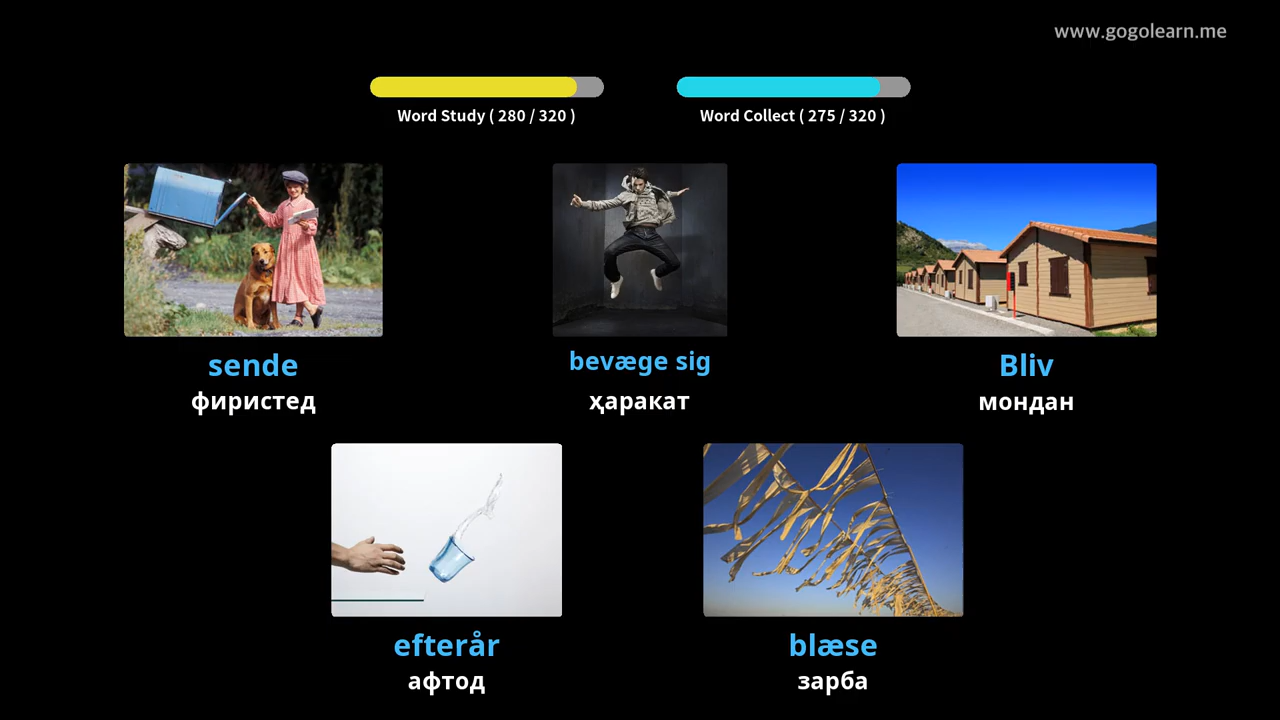 www.gogolearn.me
Word Study ( 280 / 320 )
Word Collect ( 275 / 320 )
sende
фиристед
bevæge sig
ҳаракат
Bliv
мондан
efterår
афтод
blæse
зарба